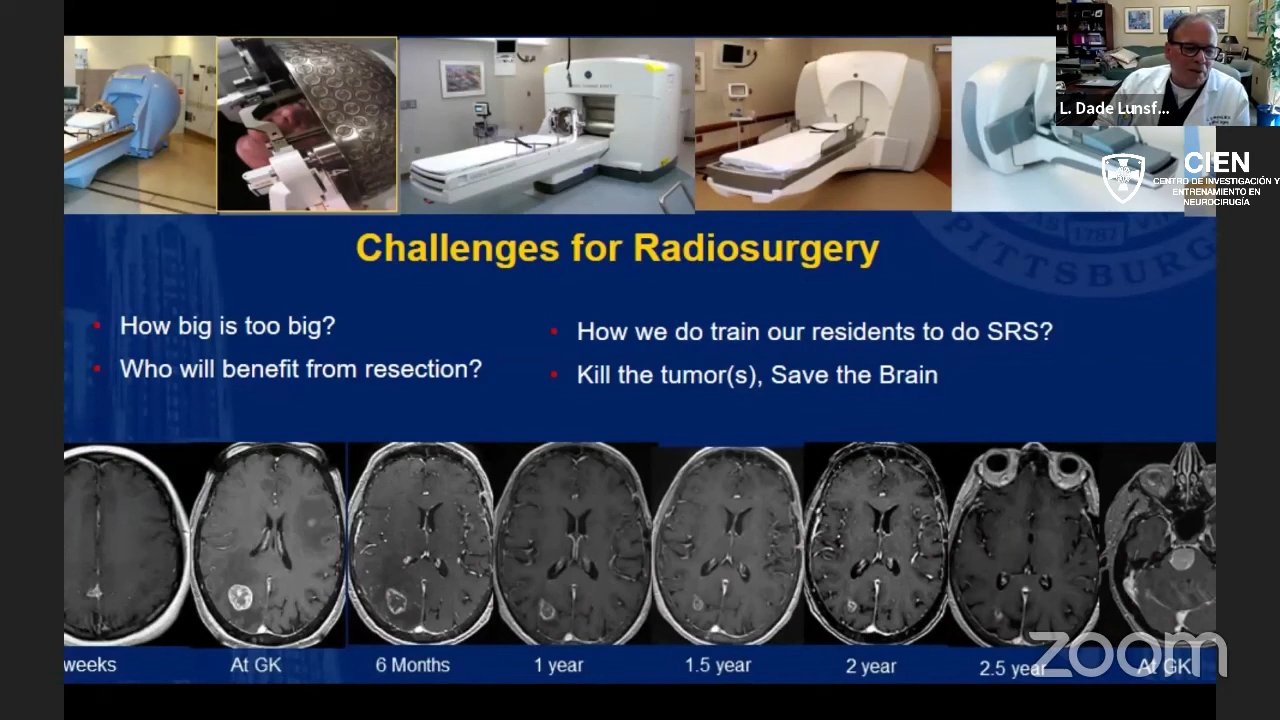 L. Dade Lunsf...
CIEN
CENTRO DE INVESTIGACIÓN Y
ENTRENAMIENTO EN
NEUROCIRUGÍA
1787
PITTSBURG
Challenges for Radiosurgery
• How big is too big?
• Who will benefit from resection?
• How we do train our residents to do SRS?
• Kill the tumor(s), Save the Brain
weeks
At GK
6 Months
1 year
1.5 year
2 year
2.5 year
At GK
zoom